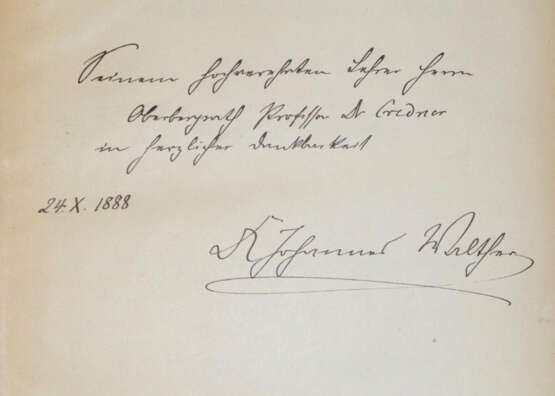 Seinem hochverehrten Lehrer Herrn
Oberbergrath Professor Dr Credner
in herzlicher Dankbarkeit
24. X. 1888
Dr Johannes Walther